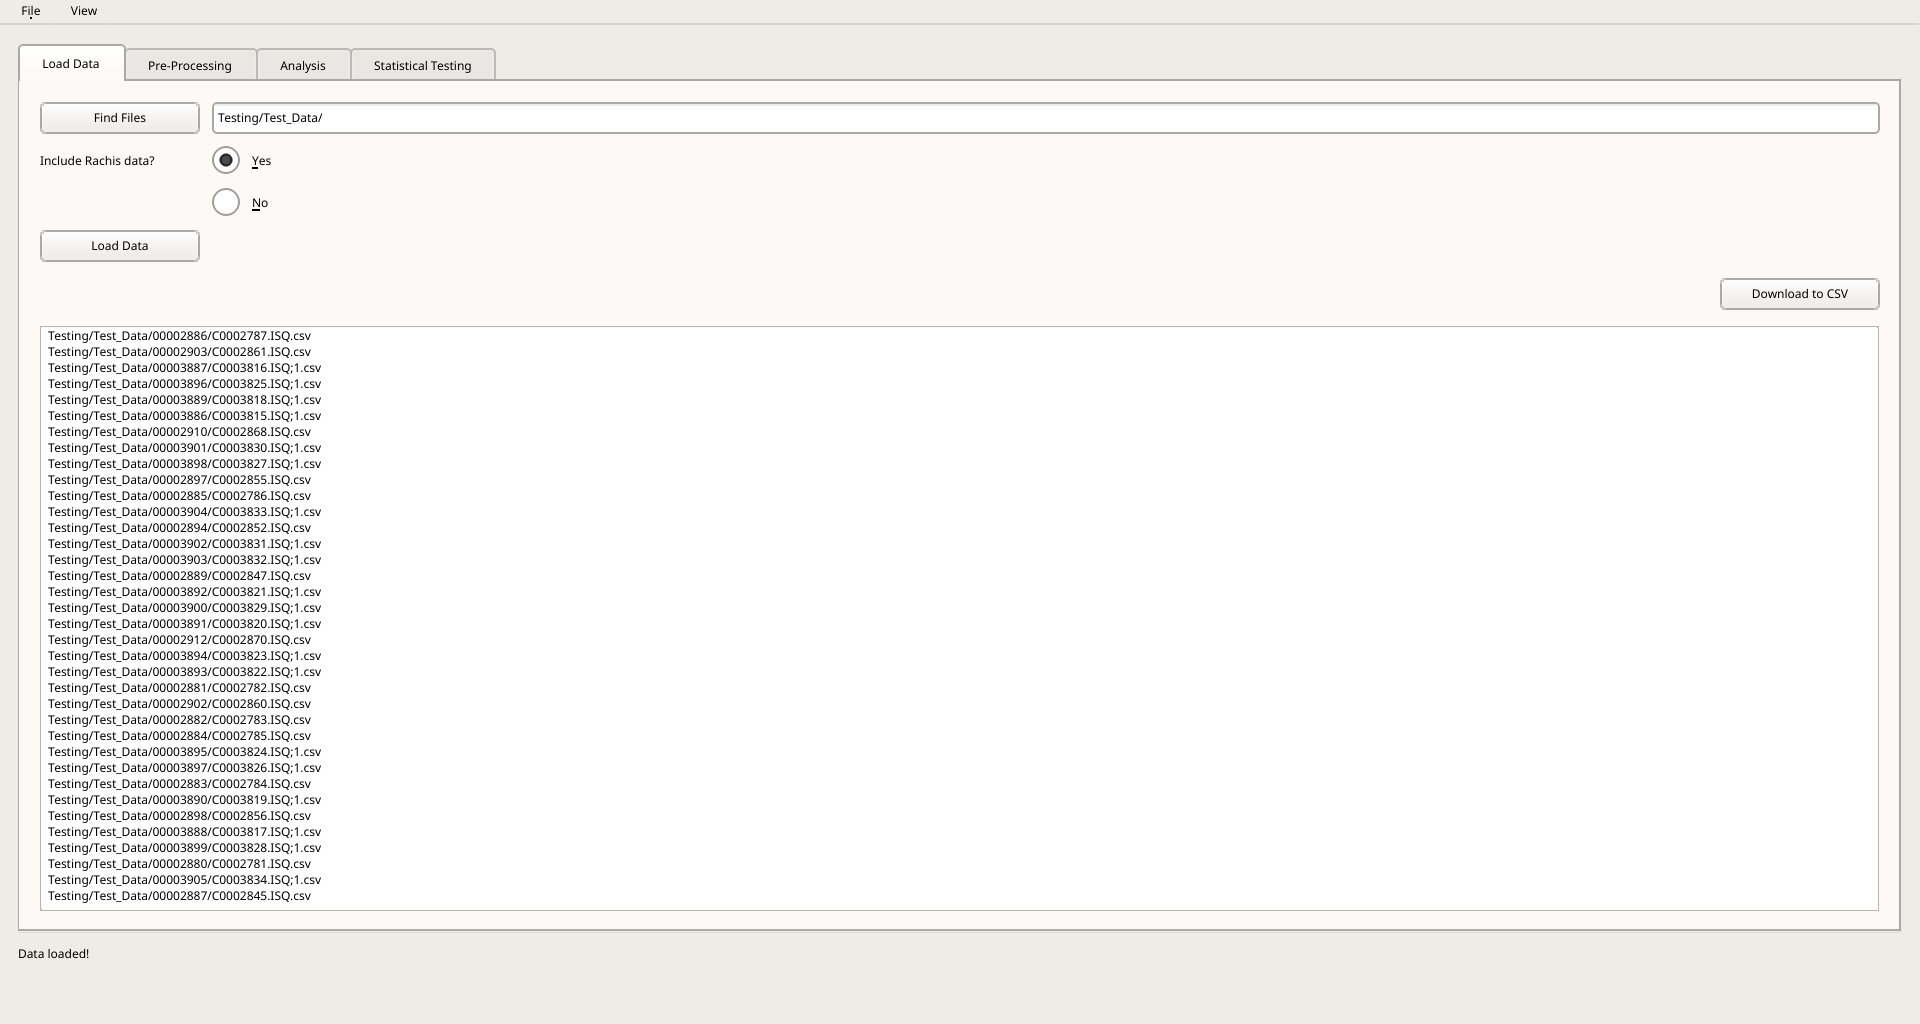 File View
Load Data Pre-Processing Analysis Statistical Testing
Find Files Testing/Test_Data/
Include Rachis data? Yes
No
Load Data
Download to CSV
Testing/Test_Data/00002886/C0002787.ISQ.csv
Testing/Test_Data/00002903/C0002861.ISQ.csv
Testing/Test_Data/00003887/C0003816.ISQ;1.csv
Testing/Test_Data/00003896/C0003825.ISQ;1.csv
Testing/Test_Data/00003889/C0003818.ISQ;1.csv
Testing/Test_Data/00003886/C0003815.ISQ;1.csv
Testing/Test_Data/00002910/C0002868.ISQ.csv
Testing/Test_Data/00003901/C0003830.ISQ;1.csv
Testing/Test_Data/00003898/C0003827.ISQ;1.csv
Testing/Test_Data/00002897/C0002855.ISQ.csv
Testing/Test_Data/00002885/C0002786.ISQ.csv
Testing/Test_Data/00003904/C0003833.ISQ;1.csv
Testing/Test_Data/00002894/C0002852.ISQ.csv
Testing/Test_Data/00003902/C0003831.ISQ;1.csv
Testing/Test_Data/00003903/C0003832.ISQ;1.csv
Testing/Test_Data/00002889/C0002847.ISQ.csv
Testing/Test_Data/00003892/C0003821.ISQ;1.csv
Testing/Test_Data/00003900/C0003829.ISQ;1.csv
Testing/Test_Data/00003891/C0003820.ISQ;1.csv
Testing/Test_Data/00002912/C0002870.ISQ.csv
Testing/Test_Data/00003894/C0003823.ISQ;1.csv
Testing/Test_Data/00003893/C0003822.ISQ;1.csv
Testing/Test_Data/00002881/C0002782.ISQ.csv
Testing/Test_Data/00002902/C0002860.ISQ.csv
Testing/Test_Data/00002882/C0002783.ISQ.csv
Testing/Test_Data/00002884/C0002785.ISQ.csv
Testing/Test_Data/00003895/C0003824.ISQ;1.csv
Testing/Test_Data/00003897/C0003826.ISQ;1.csv
Testing/Test_Data/00002883/C0002784.ISQ.csv
Testing/Test_Data/00003890/C0003819.ISQ;1.csv
Testing/Test_Data/00002898/C0002856.ISQ.csv
Testing/Test_Data/00003888/C0003817.ISQ;1.csv
Testing/Test_Data/00003899/C0003828.ISQ;1.csv
Testing/Test_Data/00002880/C0002781.ISQ.csv
Testing/Test_Data/00003905/C0003834.ISQ;1.csv
Testing/Test_Data/00002887/C0002845.ISQ.csv
Data loaded!